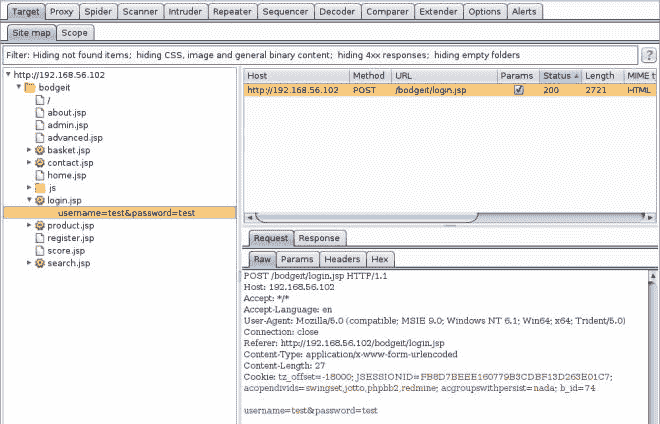 Target Proxy Spider Scanner Intruder Repeater Sequencer Decoder Comparer Extender Options Alerts
Site map Scope
Filter: Hiding not found items; hiding CSS, image and general binary content; hiding 4xx responses; hiding empty folders
?
http://192.168.56.102
bodgeit
/
about.jsp
admin.jsp
advanced.jsp
basket.jsp
contact.jsp
home.jsp
js
login.jsp
username=test&password=test
product.jsp
register.jsp
score.jsp
search.jsp
Host Method URL Params Status Length MIME ty
http://192.168.56.102 POST /bodgeit/login.jsp 200 2721 HTML
Request Response
Raw Params Headers Hex
POST /bodgeit/login.jsp HTTP/1.1
Host: 192.168.56.102
Accept: */*
Accept-Language: en
User-Agent: Mozilla/5.0 (compatible; MSIE 9.0; Windows NT 6.1; Win64; x64; Trident/5.0)
Connection: close
Referer: http://192.168.56.102/bodgeit/login.jsp
Content-Type: application/x-www-form-urlencoded
Content-Length: 27
Cookie: tz_offset=-18000; JSESSIONID=FB8D7BEEE160779B3CDBF13D263E01C7;
acopendivids=swingset,jotto,phpbb2,redmine; acgroupswithpersist=nada; b_id=74
username=test&password=test